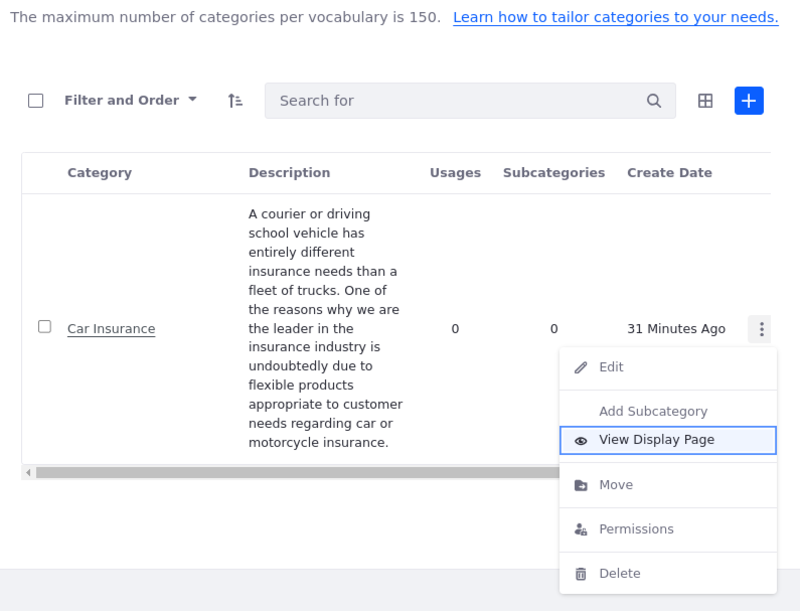 The maximum number of categories per vocabulary is 150. Learn how to tailor categories to your needs.
Filter and Order
Search for
Category Description Usages Subcategories Create Date
A courier or driving
school vehicle has
entirely different
insurance needs than a
fleet of trucks. One of
the reasons why we are
Car Insurance the leader in the 0 0 31 Minutes Ago
insurance industry is
undoubtedly due to
flexible products
appropriate to customer
needs regarding car or
motorcycle insurance.
Edit
Add Subcategory
View Display Page
Move
Permissions
Delete